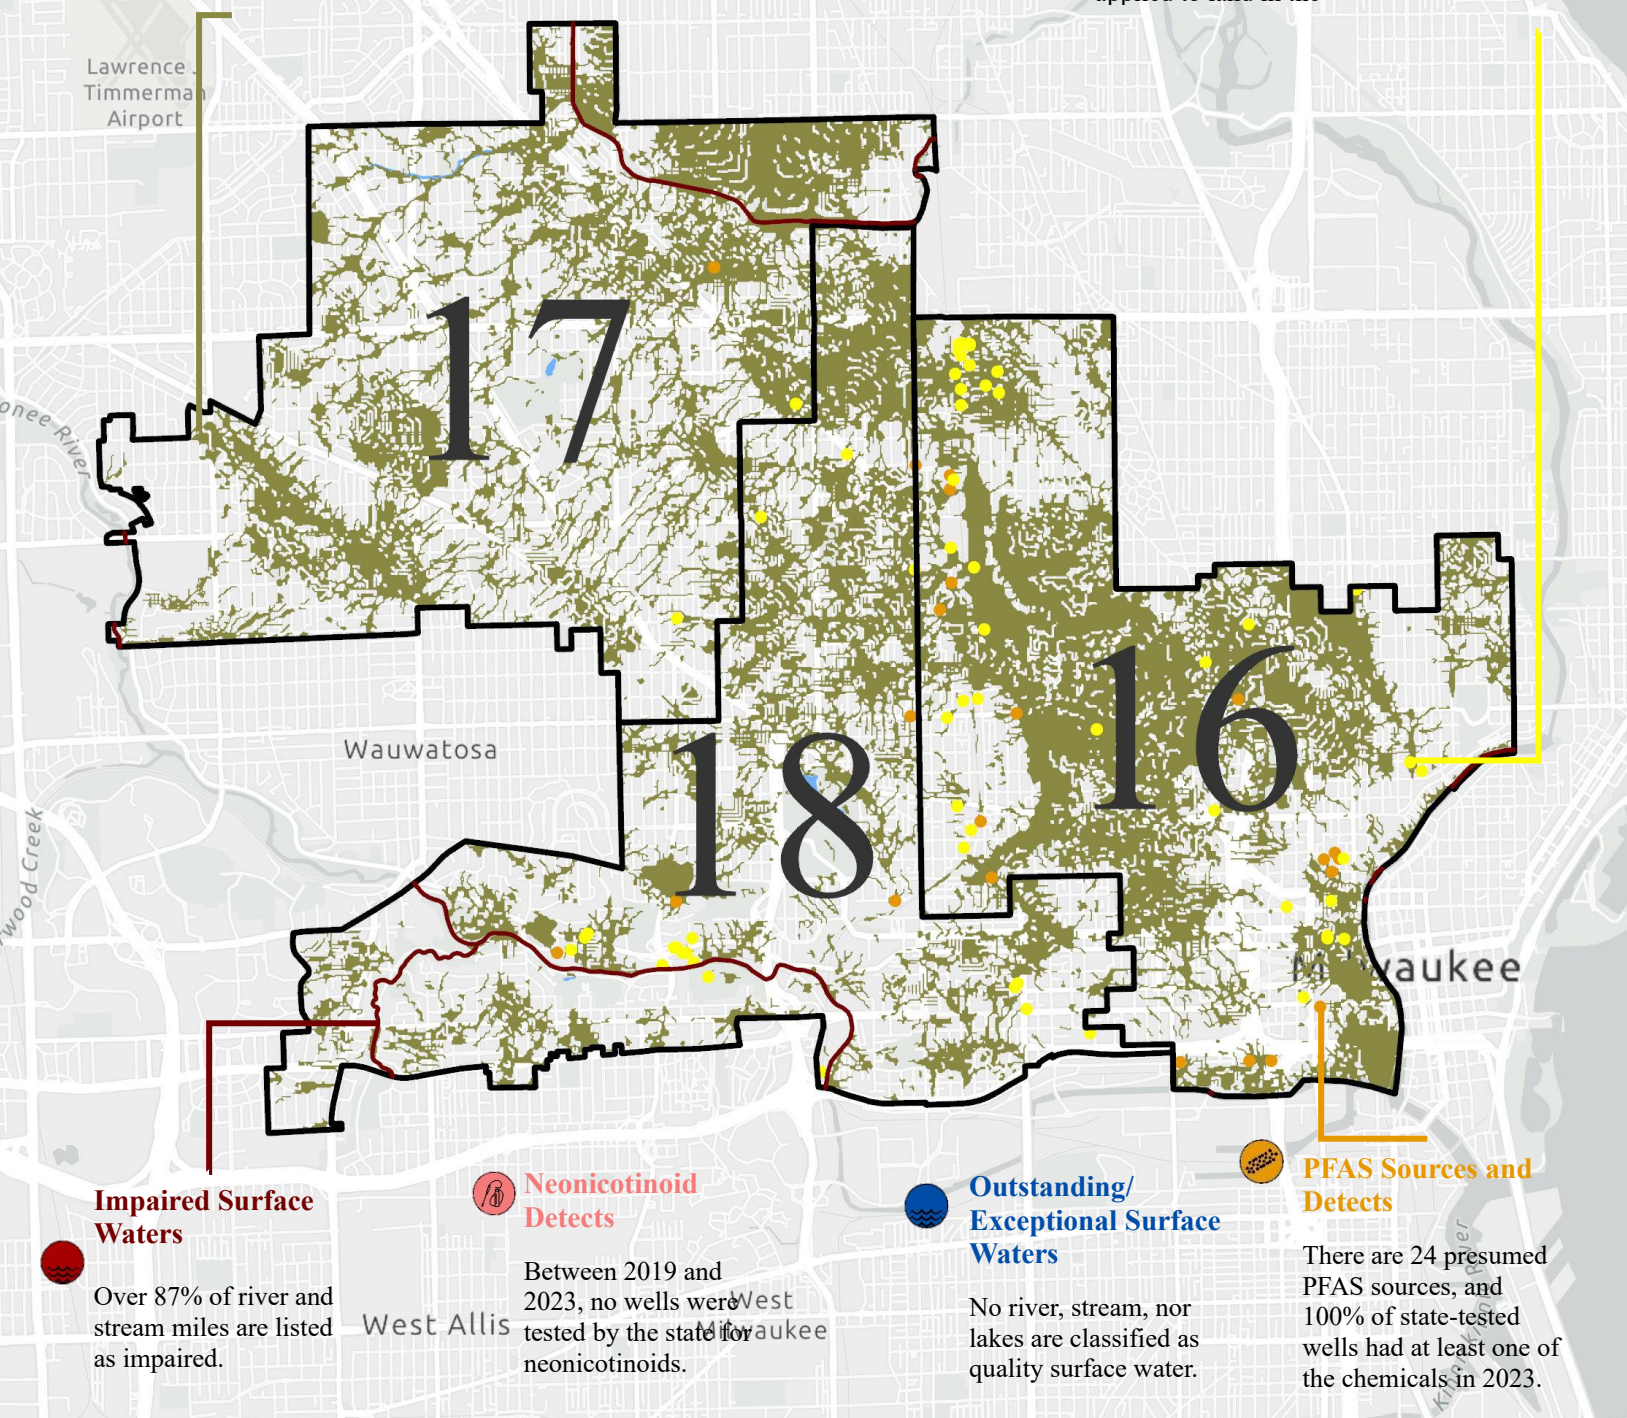 Lawrence J
Timmerman
Airport
17
onee River
16
Wauwatosa
18
Milwaukee
Impaired Surface
Waters
Over 87% of river and
stream miles are listed
as impaired.
Neonicotinoid
Detects
Between 2019 and
2023, no wells were
tested by the state for
neonicotinoids.
Outstanding/
Exceptional Surface
Waters
No river, stream, nor
lakes are classified as
quality surface water.
PFAS Sources and
Detects
There are 24 presumed
PFAS sources, and
100% of state-tested
wells had at least one of
the chemicals in 2023.
West Allis
West
Milwaukee
wood Creek
River